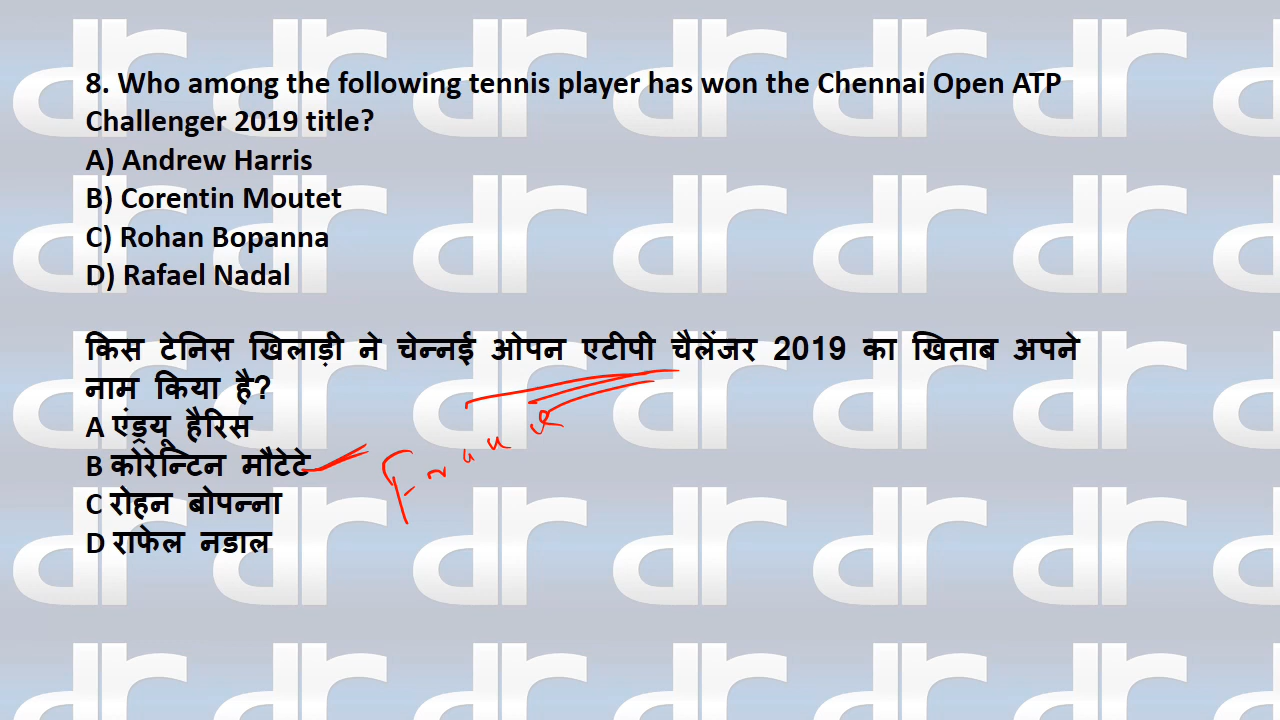 8. Who among the following tennis player has won the Chennai Open ATP
Challenger 2019 title?
A) Andrew Harris
B) Corentin Moutet
C) Rohan Bopanna
D) Rafael Nadal
किस टेनिस खिलाड़ी ने चेन्नई ओपन एटीपी चैलेंजर 2019 का खिताब अपने
नाम किया है?
A एंड्रयू हैरिस
B कोरेन्टिन मौटेटे
C रोहन बोपन्ना
D राफेल नडाल